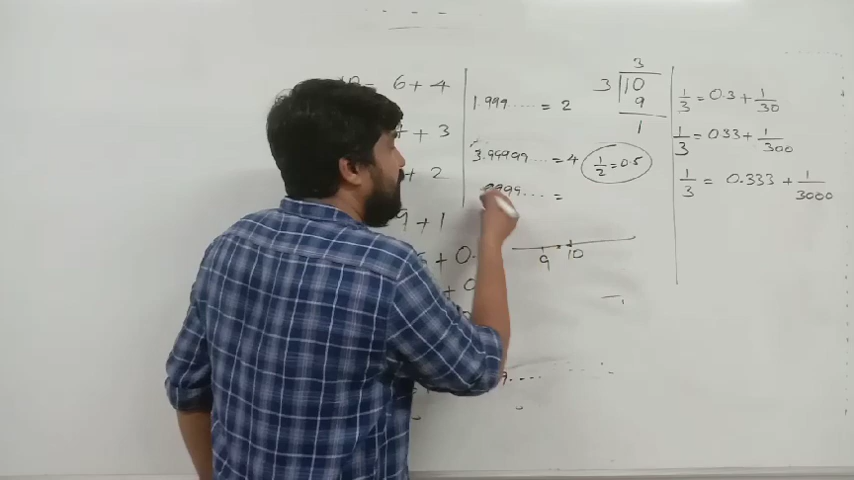 10 = 6 + 4
+ 3
+ 2
9 + 1
+ 0.
+ 0
1.999..... = 2
3.99999... = 4
9999... =
1/2 = 0.5
9 10
3
3 10
9
1
1/3 = 0.3 + 1/30
1/3 = 0.33 + 1/300
1/3 = 0.333 + 1/3000